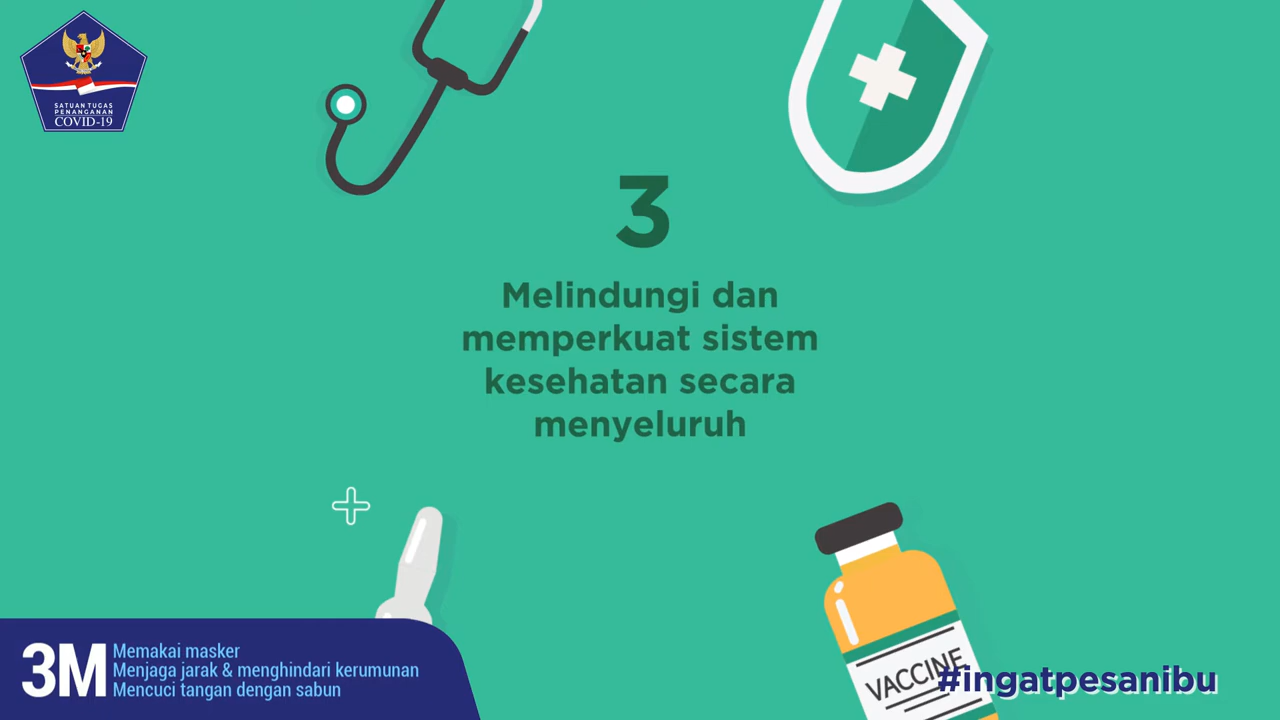 SATUAN TUGAS
PENANGANAN
COVID-19
3
Melindungi dan
memperkuat sistem
kesehatan secara
menyeluruh
3M
Memakai masker
Menjaga jarak & menghindari kerumunan
Mencuci tangan dengan sabun
VACCINE
#ingatpesanibu